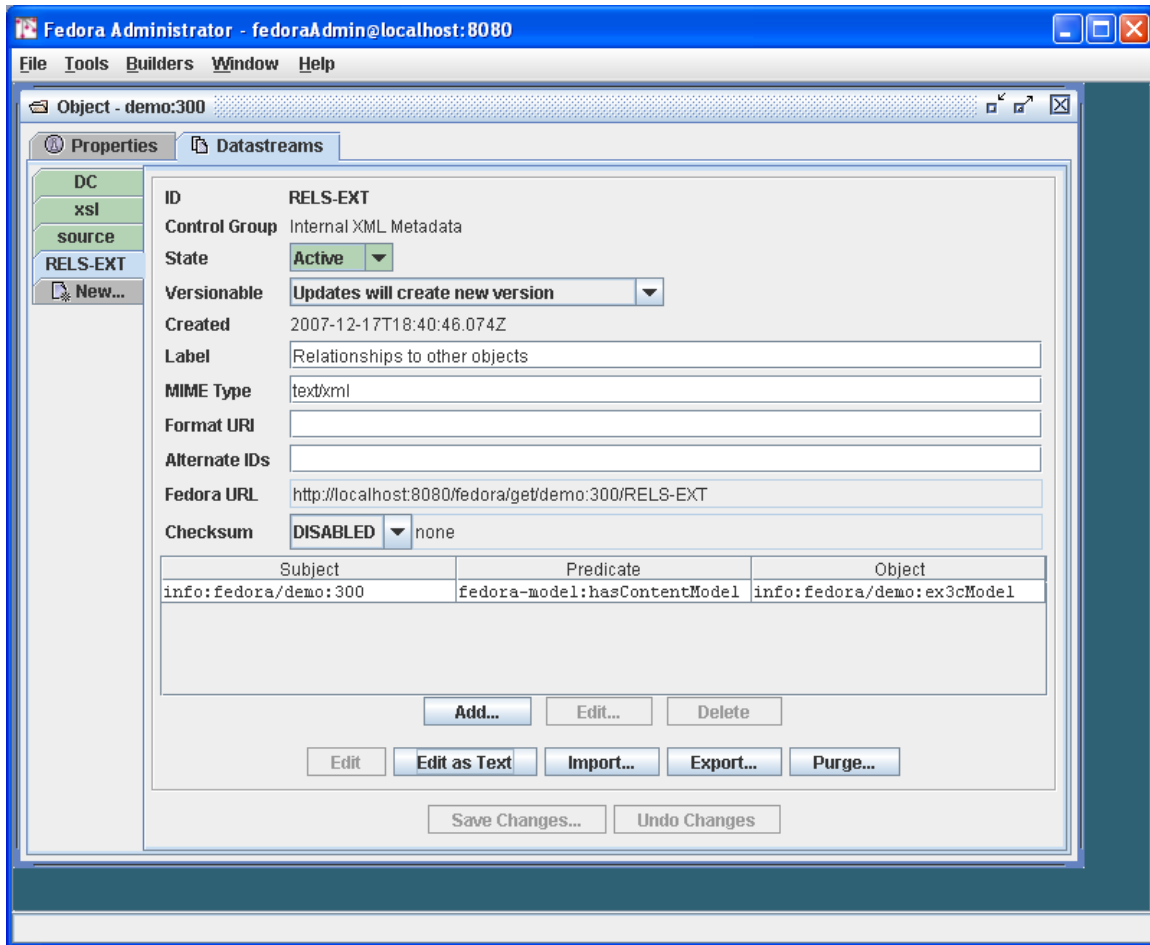 Fedora Administrator - fedoraAdmin@localhost:8080
File Tools Builders Window Help
Object - demo:300
Properties Datastreams
DC
xsl
source
RELS-EXT
New...
ID RELS-EXT
Control Group Internal XML Metadata
State Active
Versionable Updates will create new version
Created 2007-12-17T18:40:46.074Z
Label Relationships to other objects
MIME Type text/xml
Format URI
Alternate IDs
Fedora URL http://localhost:8080/fedora/get/demo:300/RELS-EXT
Checksum DISABLED none
Subject Predicate Object
info:fedora/demo:300 fedora-model:hasContentModel info:fedora/demo:ex3cModel
Add... Edit... Delete
Edit Edit as Text Import... Export... Purge...
Save Changes... Undo Changes